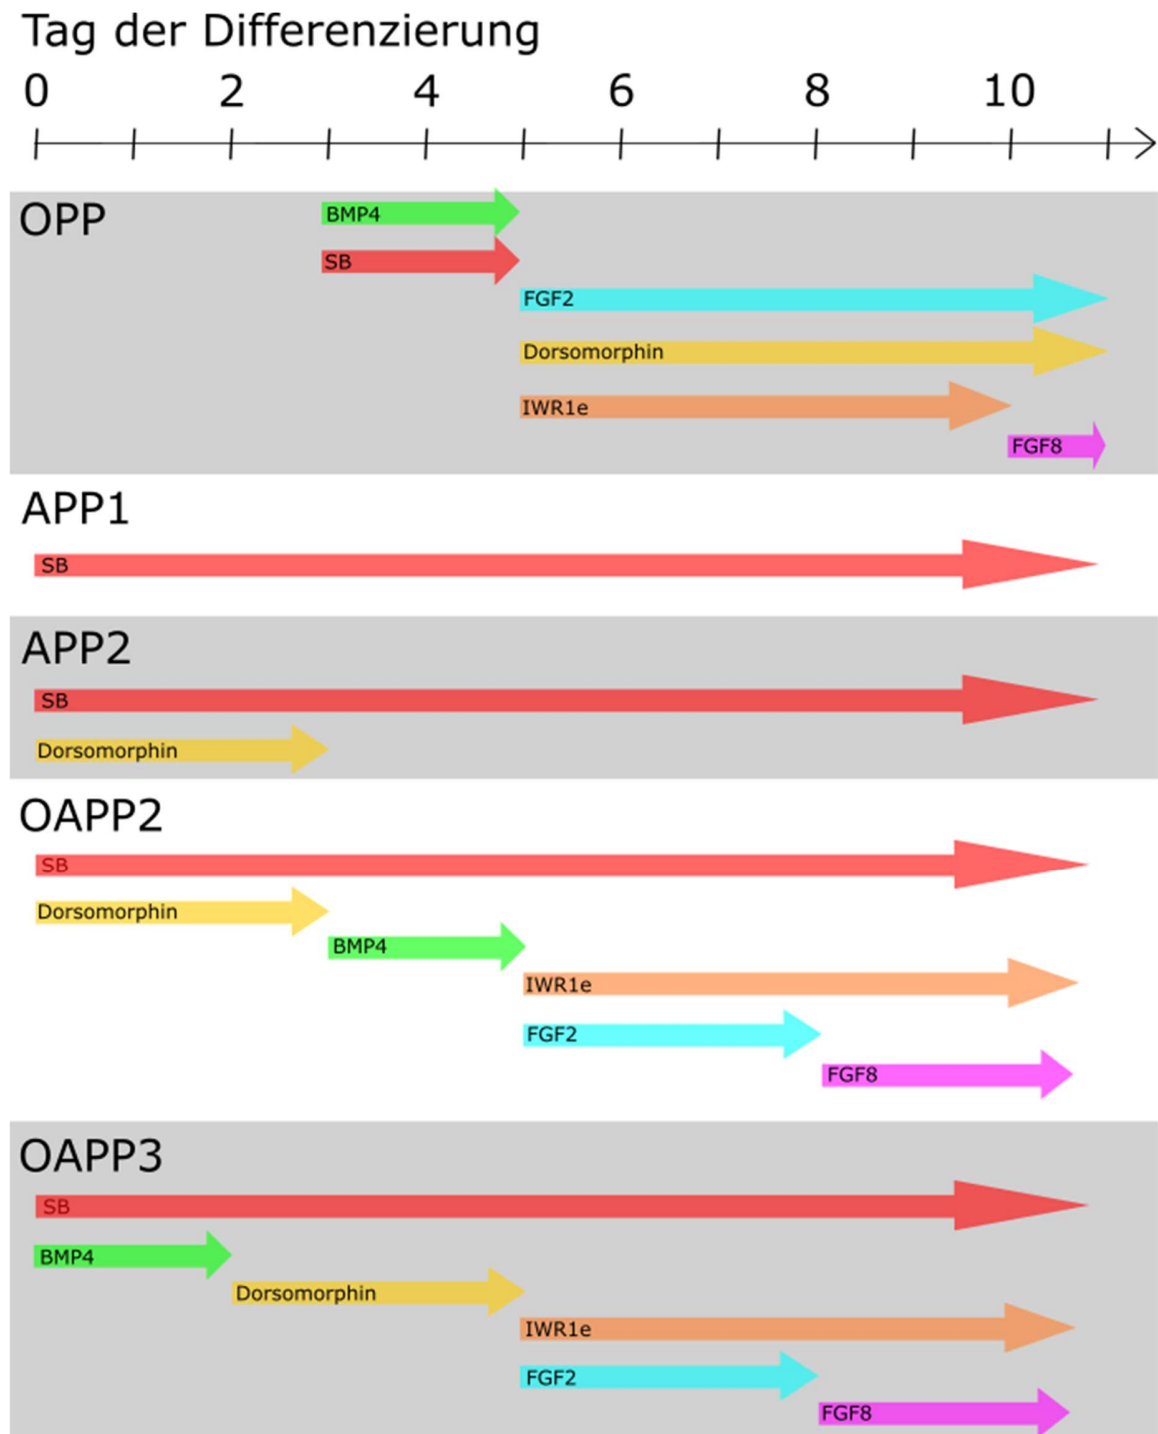 Tag der Differenzierung
0 2 4 6 8 10
OPP
BMP4
SB
FGF2
Dorsomorphin
IWR1e
FGF8
APP1
SB
APP2
SB
Dorsomorphin
OAPP2
SB
Dorsomorphin
BMP4
IWR1e
FGF2
FGF8
OAPP3
SB
BMP4
Dorsomorphin
IWR1e
FGF2
FGF8